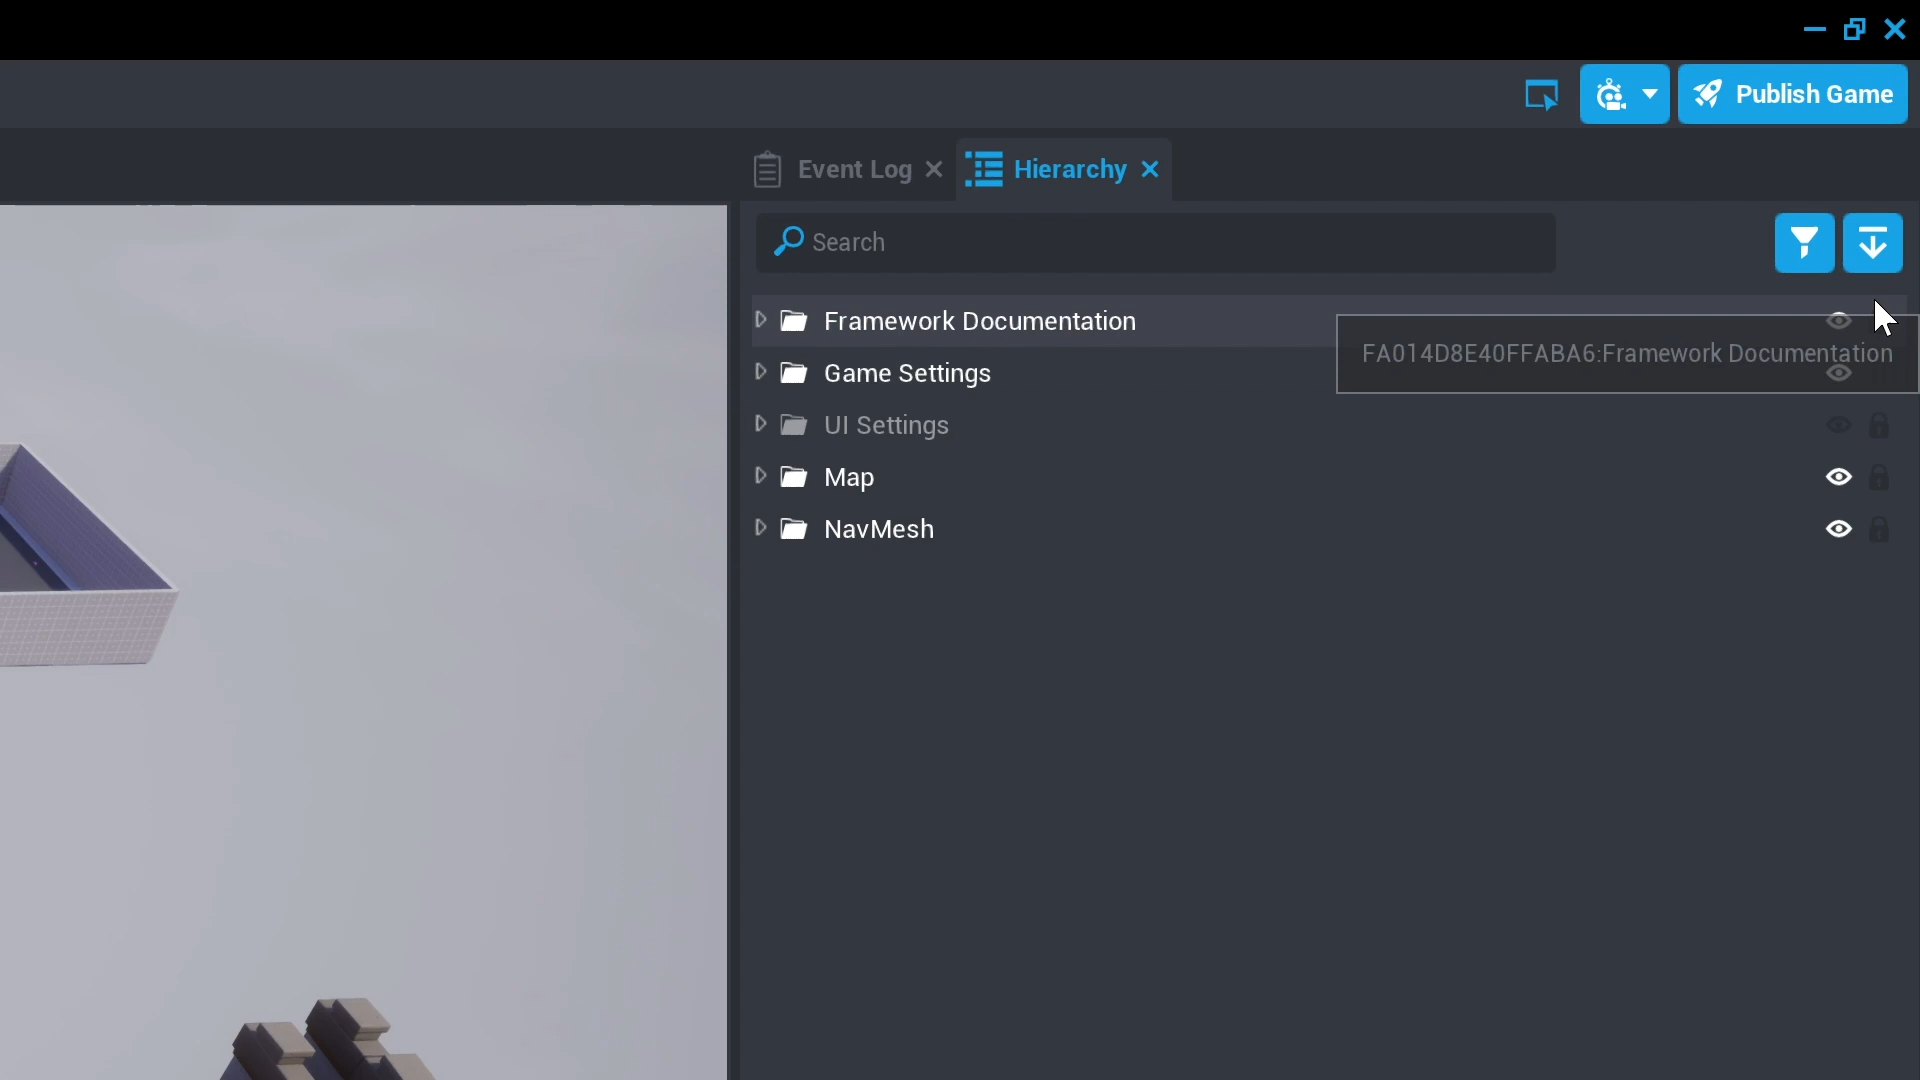 Publish Game
Event Log
Hierarchy
Search
Framework Documentation
FA014D8E40FFABA6:Framework Documentation
Game Settings
UI Settings
Map
NavMesh